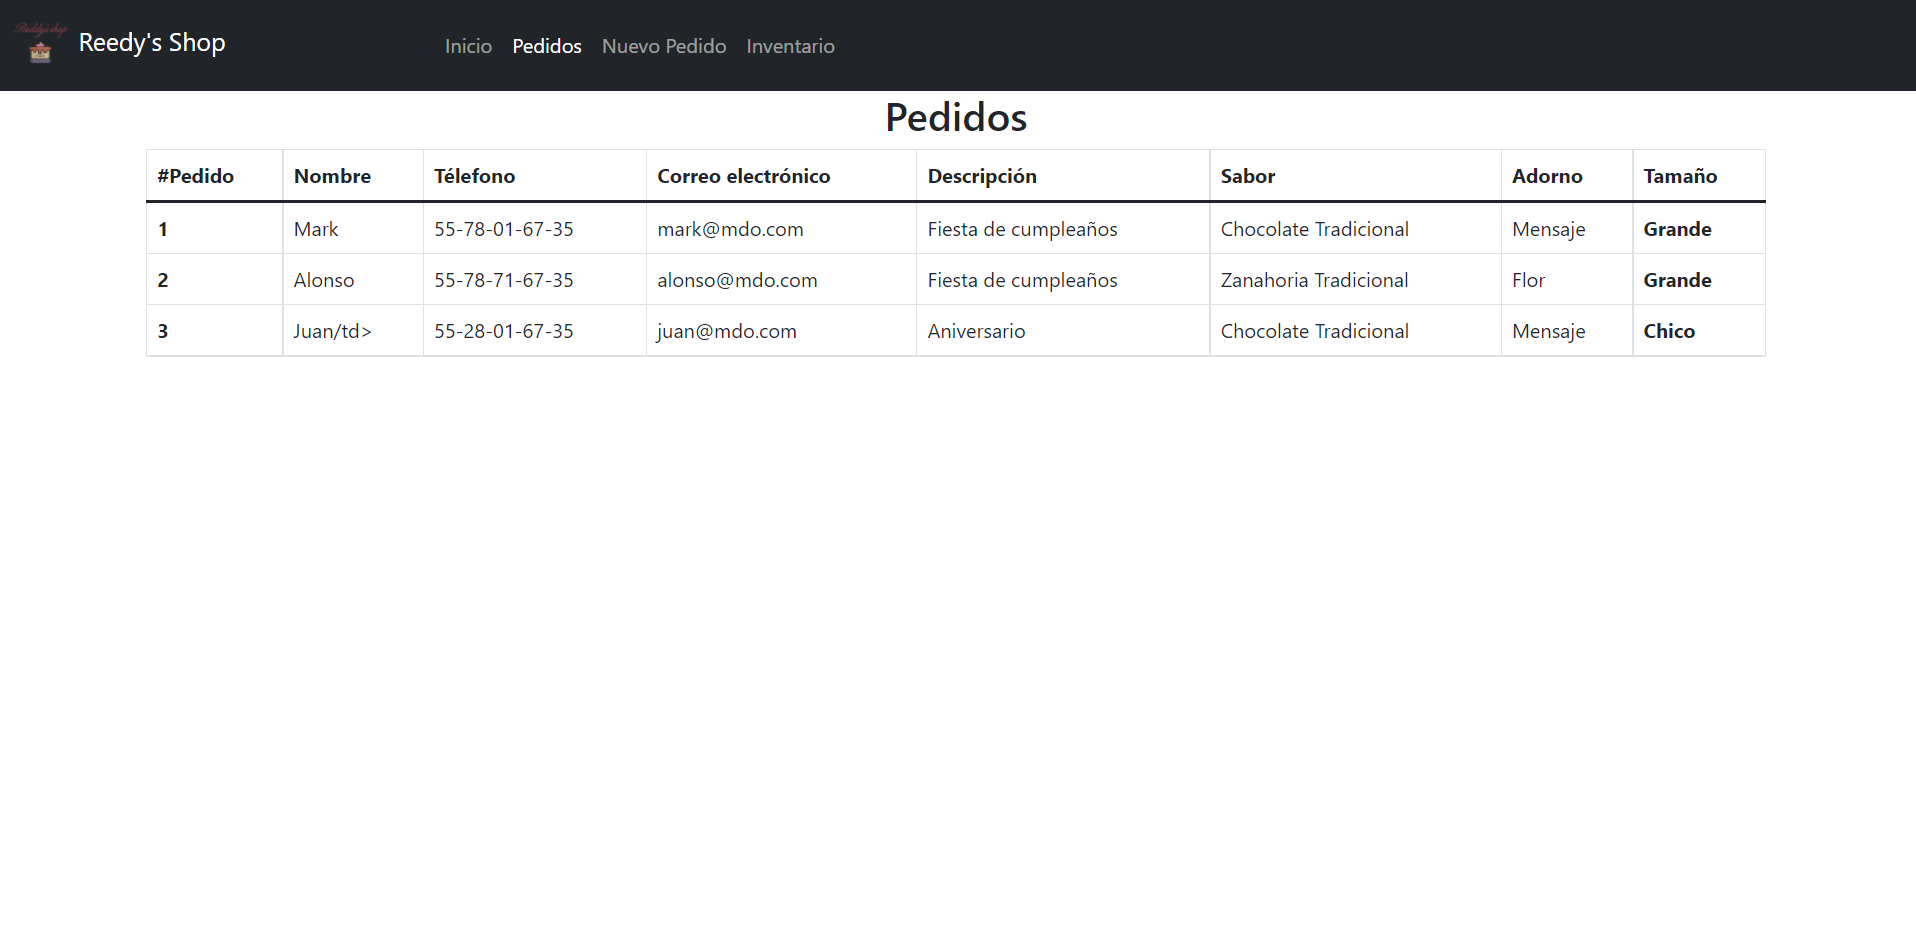 Reddy's shop
Reedy's Shop
Inicio Pedidos Nuevo Pedido Inventario
Pedidos
#Pedido Nombre Télefono Correo electrónico Descripción Sabor Adorno Tamaño
1 Mark 55-78-01-67-35 mark@mdo.com Fiesta de cumpleaños Chocolate Tradicional Mensaje Grande
2 Alonso 55-78-71-67-35 alonso@mdo.com Fiesta de cumpleaños Zanahoria Tradicional Flor Grande
3 Juan/td> 55-28-01-67-35 juan@mdo.com Aniversario Chocolate Tradicional Mensaje Chico